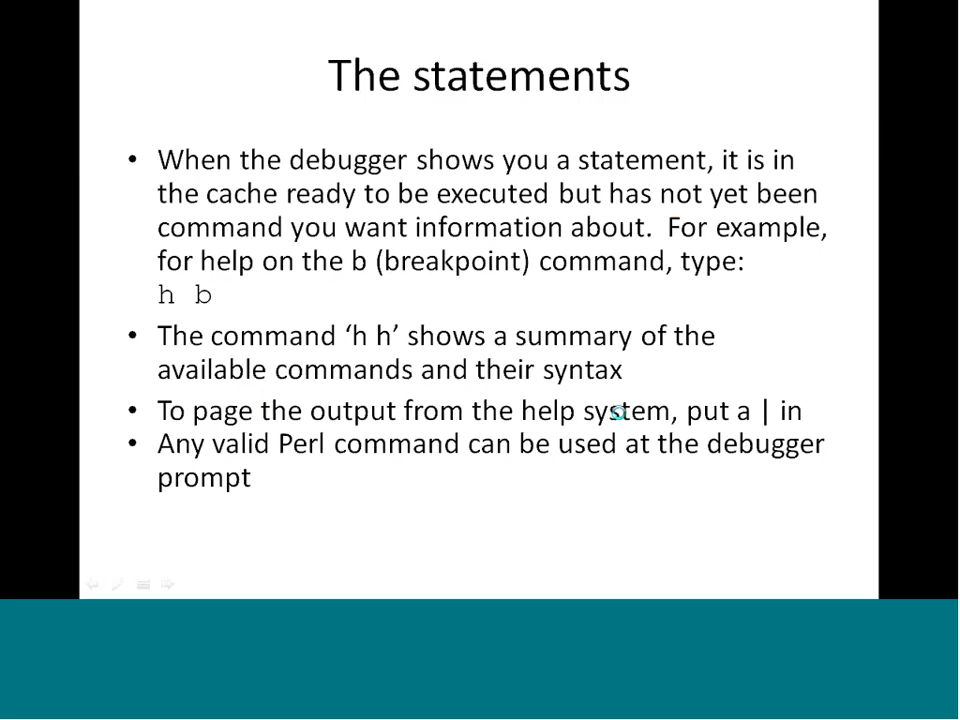 The statements
• When the debugger shows you a statement, it is in
the cache ready to be executed but has not yet been
command you want information about.  For example,
for help on the b (breakpoint) command, type:
h b
• The command ‘h h’ shows a summary of the
available commands and their syntax
• To page the output from the help system, put a | in
• Any valid Perl command can be used at the debugger
prompt